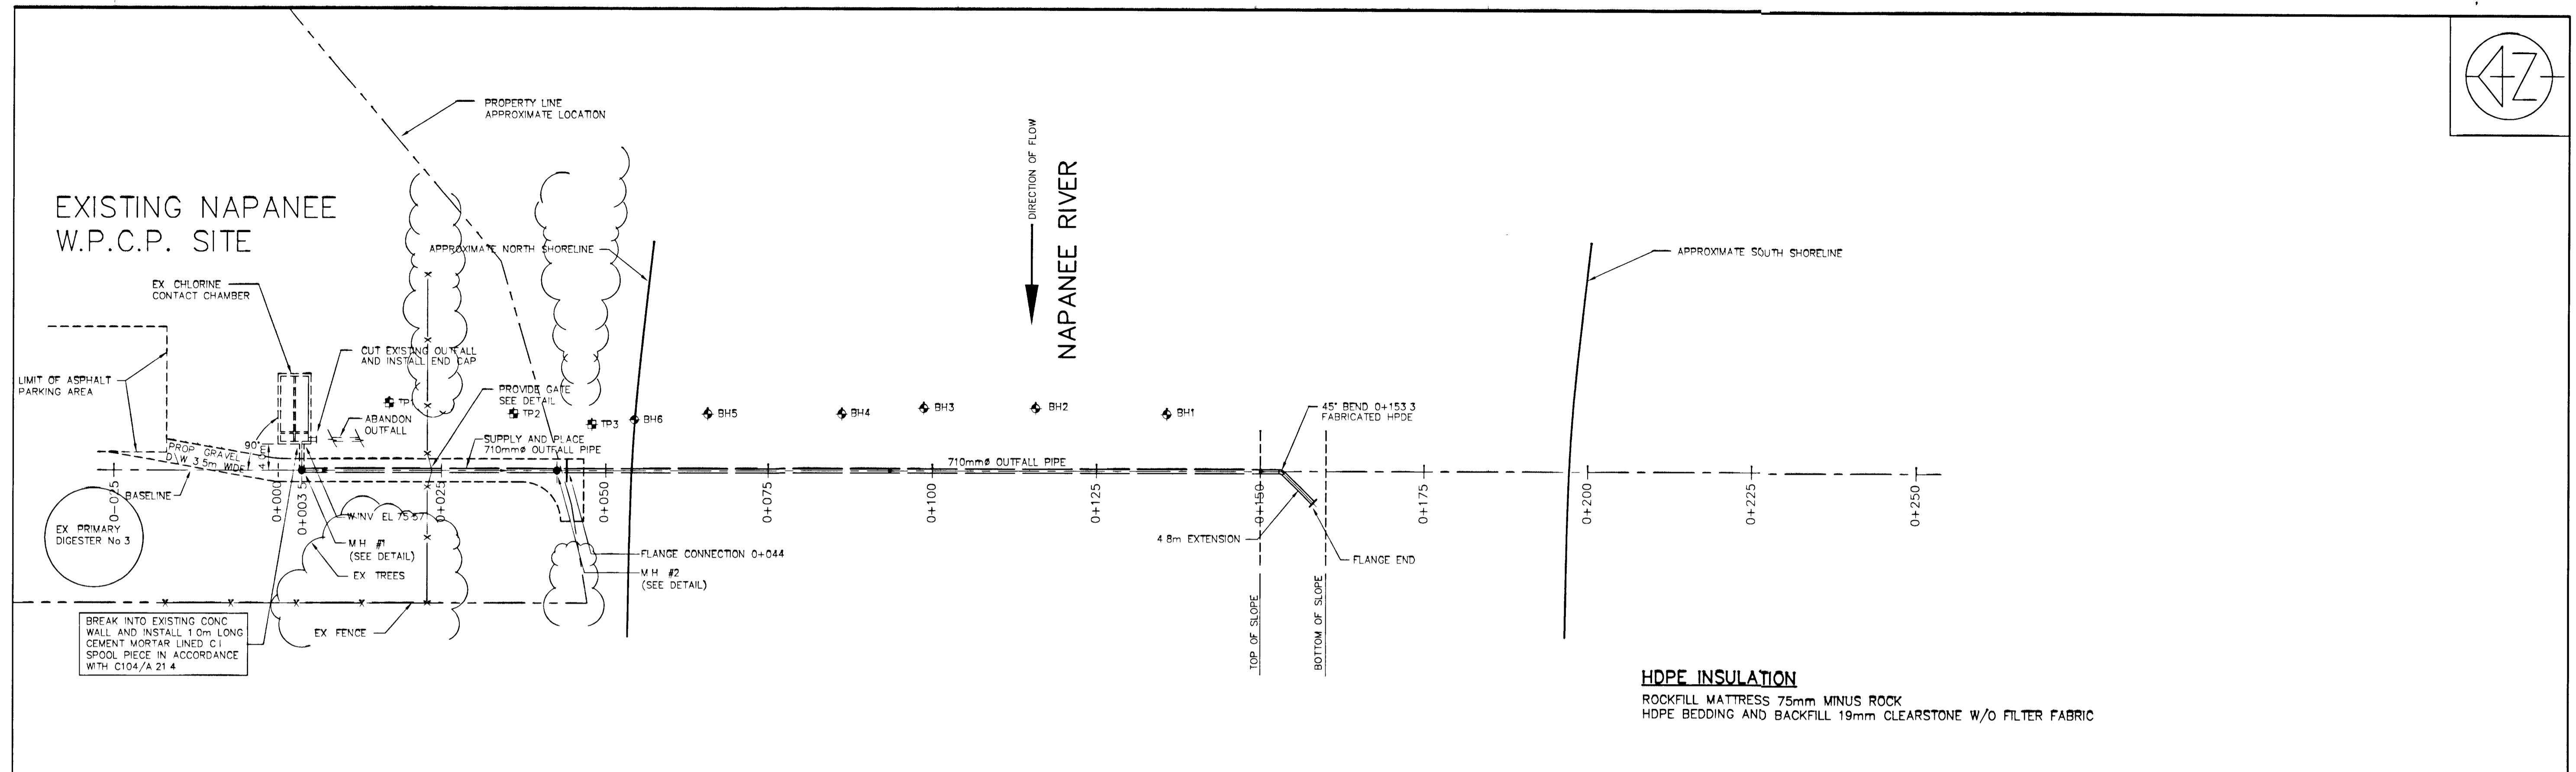 PROPERTY LINE
APPROXIMATE LOCATION
DIRECTION OF FLOW
NAPANEE RIVER
N
EXISTING NAPANEE
W.P.C.P. SITE
APPROXIMATE NORTH SHORELINE
APPROXIMATE SOUTH SHORELINE
EX CHLORINE
CONTACT CHAMBER
CUT EXISTING OUTFALL
AND INSTALL END CAP
LIMIT OF ASPHALT
PARKING AREA
PROVIDE GATE
SEE DETAIL
TP1
TP2
TP3
BH6
BH5
BH4
BH3
BH2
BH1
ABANDON
OUTFALL
45° BEND 0+153 3
FABRICATED HPDE
90°
PROP GRAVEL
D\W 3 5m WIDE
SUPPLY AND PLACE
710mmø OUTFALL PIPE
710mmø OUTFALL PIPE
BASELINE
0-025
0+000
0+003 5
0+025
0+050
0+075
0+100
0+125
0+150
0+175
0+200
0+225
0+250
EX PRIMARY
DIGESTER No 3
W INV EL 75 57
M H #1
(SEE DETAIL)
EX TREES
FLANGE CONNECTION 0+044
M H #2
(SEE DETAIL)
4 8m EXTENSION
FLANGE END
TOP OF SLOPE
BOTTOM OF SLOPE
BREAK INTO EXISTING CONC
WALL AND INSTALL 1 0m LONG
CEMENT MORTAR LINED C I
SPOOL PIECE IN ACCORDANCE
WITH C104/A 21 4
EX FENCE
HDPE INSULATION
ROCKFILL MATTRESS 75mm MINUS ROCK
HDPE BEDDING AND BACKFILL 19mm CLEARSTONE W/O FILTER FABRIC